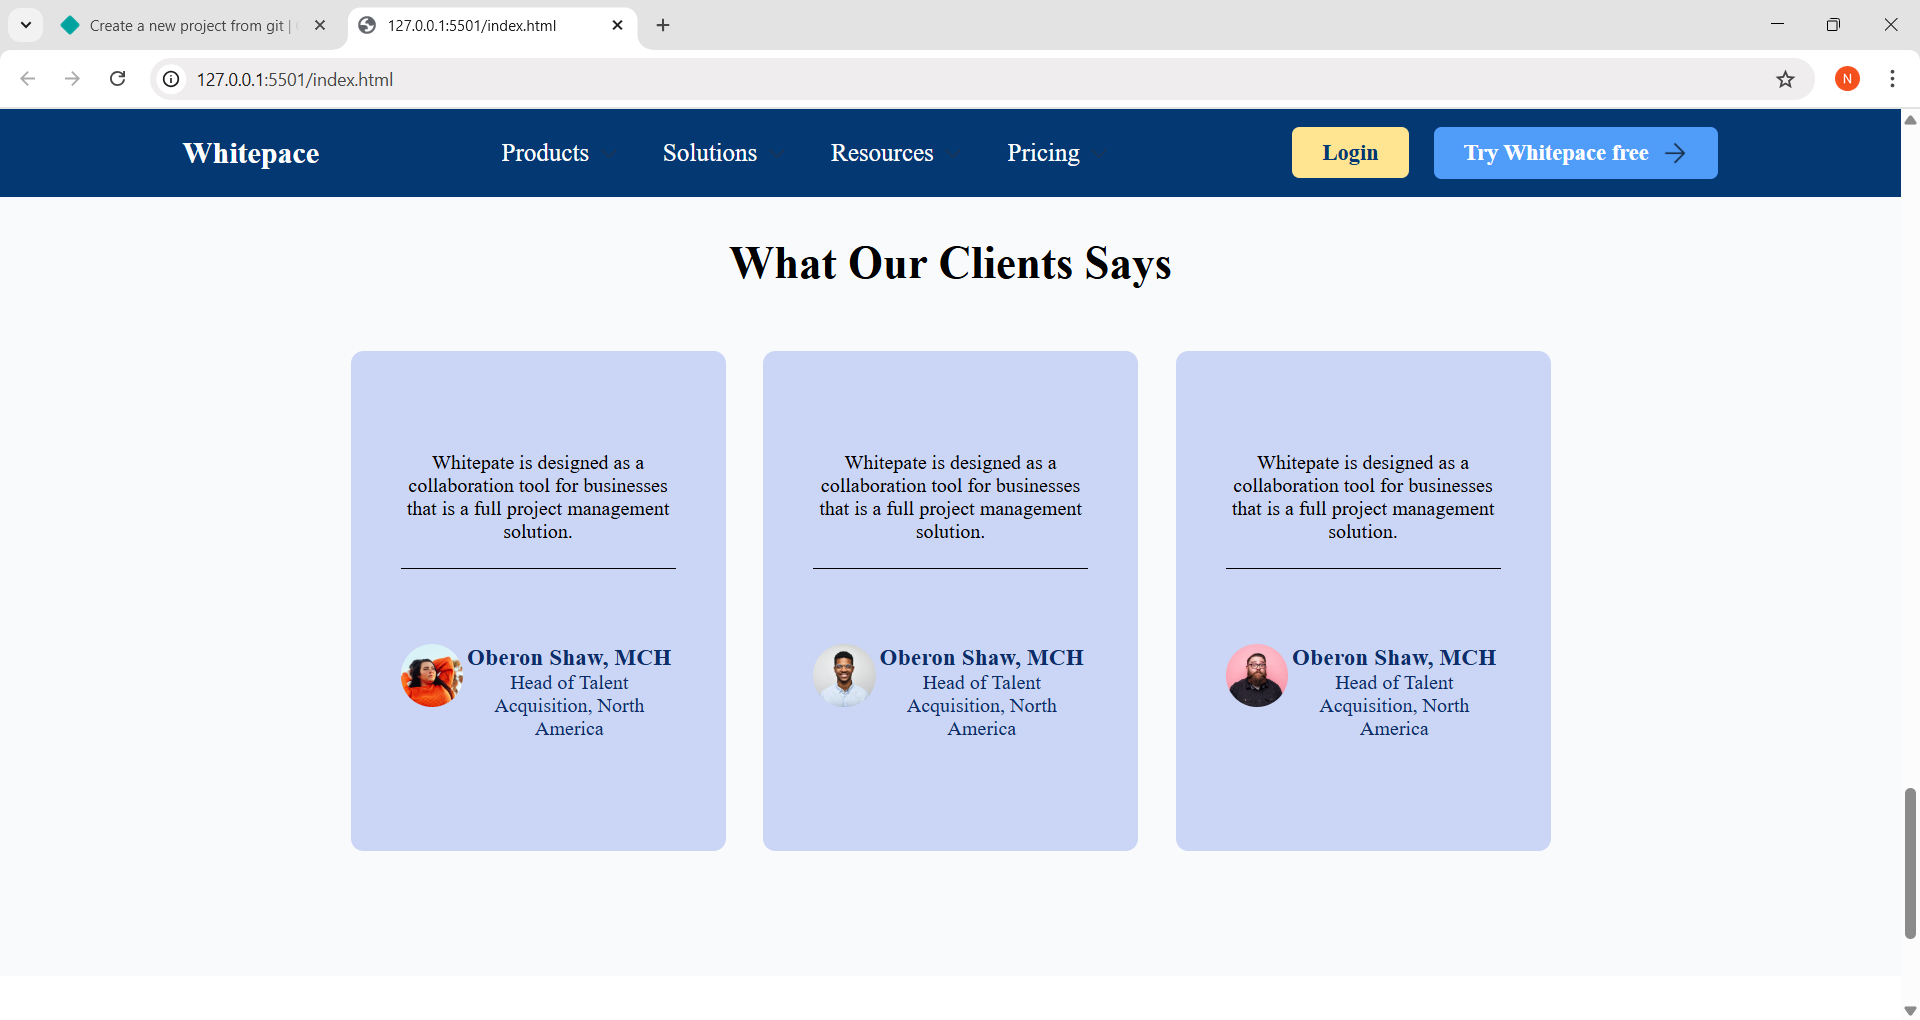 Create a new project from git |
127.0.0.1:5501/index.html
127.0.0.1:5501/index.html
N
Whitepace
Products
Solutions
Resources
Pricing
Login
Try Whitepace free
What Our Clients Says
Whitepate is designed as a
collaboration tool for businesses
that is a full project management
solution.
Oberon Shaw, MCH
Head of Talent
Acquisition, North
America
Whitepate is designed as a
collaboration tool for businesses
that is a full project management
solution.
Oberon Shaw, MCH
Head of Talent
Acquisition, North
America
Whitepate is designed as a
collaboration tool for businesses
that is a full project management
solution.
Oberon Shaw, MCH
Head of Talent
Acquisition, North
America